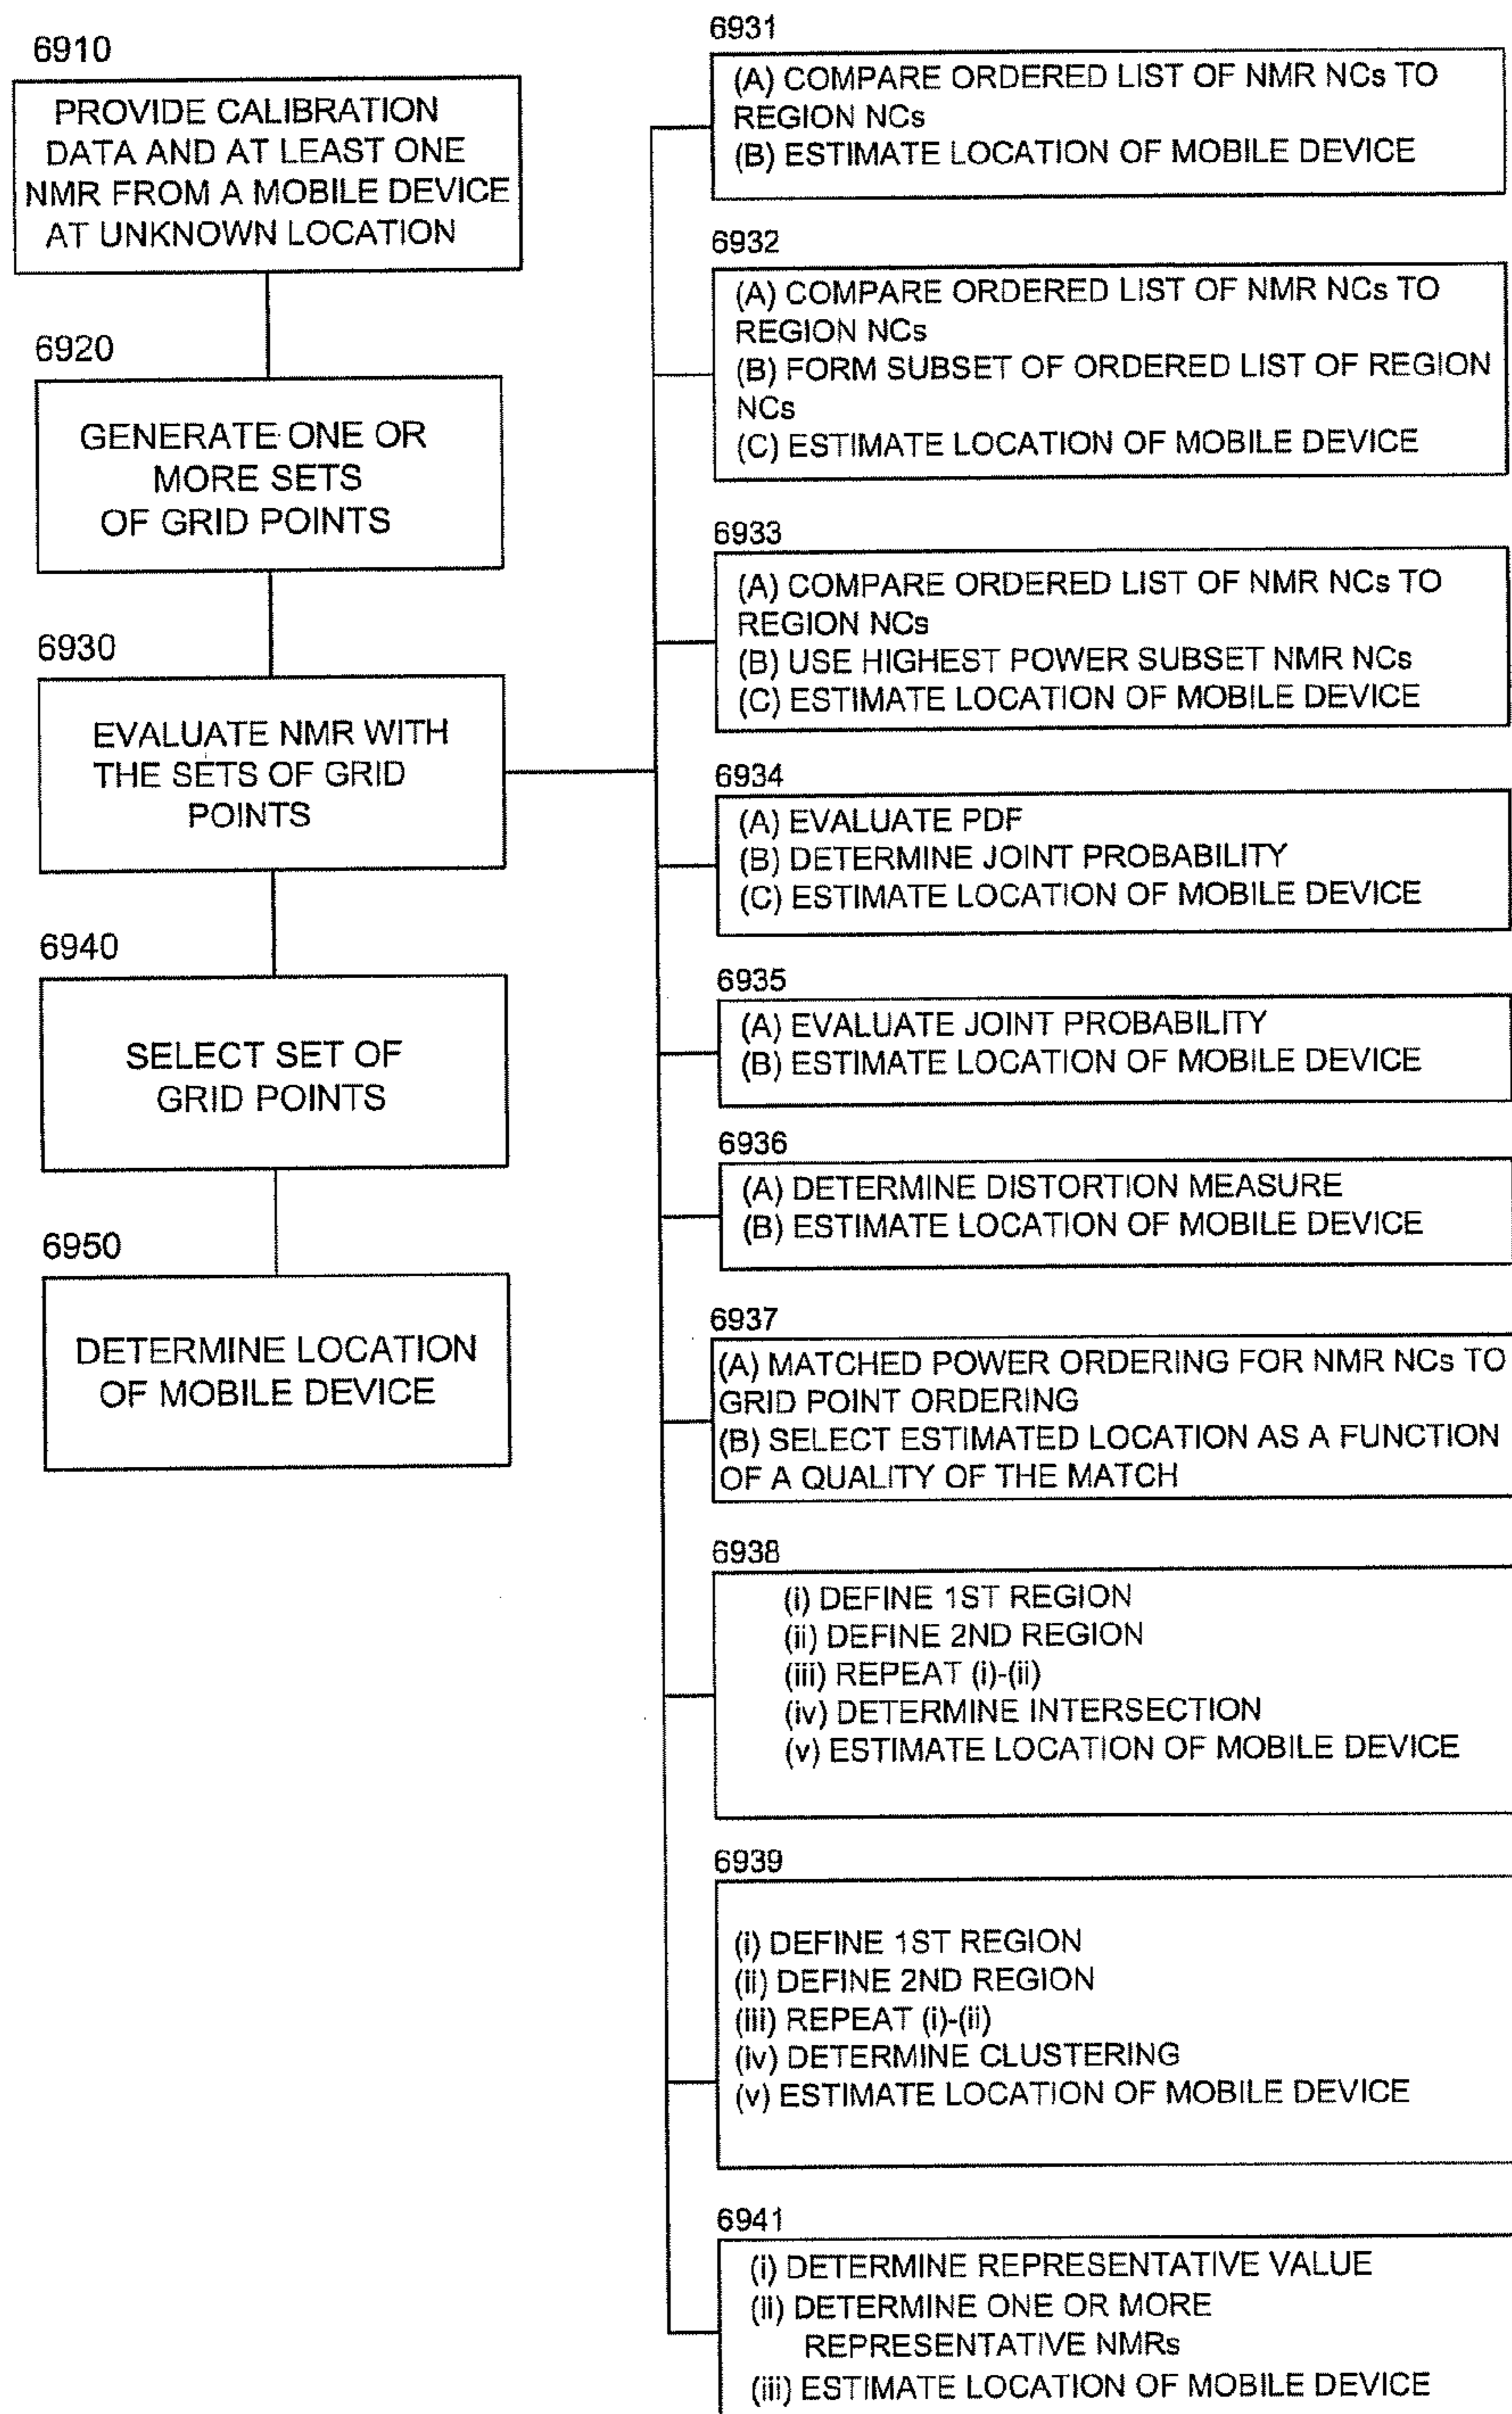 6910
PROVIDE CALIBRATION
DATA AND AT LEAST ONE
NMR FROM A MOBILE DEVICE
AT UNKNOWN LOCATION
6920
GENERATE ONE OR
MORE SETS
OF GRID POINTS
6930
EVALUATE NMR WITH
THE SETS OF GRID
POINTS
6940
SELECT SET OF
GRID POINTS
6950
DETERMINE LOCATION
OF MOBILE DEVICE
6931
(A) COMPARE ORDERED LIST OF NMR NCs TO
REGION NCs
(B) ESTIMATE LOCATION OF MOBILE DEVICE
6932
(A) COMPARE ORDERED LIST OF NMR NCs TO
REGION NCs
(B) FORM SUBSET OF ORDERED LIST OF REGION
NCs
(C) ESTIMATE LOCATION OF MOBILE DEVICE
6933
(A) COMPARE ORDERED LIST OF NMR NCs TO
REGION NCs
(B) USE HIGHEST POWER SUBSET NMR NCs
(C) ESTIMATE LOCATION OF MOBILE DEVICE
6934
(A) EVALUATE PDF
(B) DETERMINE JOINT PROBABILITY
(C) ESTIMATE LOCATION OF MOBILE DEVICE
6935
(A) EVALUATE JOINT PROBABILITY
(B) ESTIMATE LOCATION OF MOBILE DEVICE
6936
(A) DETERMINE DISTORTION MEASURE
(B) ESTIMATE LOCATION OF MOBILE DEVICE
6937
(A) MATCHED POWER ORDERING FOR NMR NCs TO
GRID POINT ORDERING
(B) SELECT ESTIMATED LOCATION AS A FUNCTION
OF A QUALITY OF THE MATCH
6938
(i) DEFINE 1ST REGION
(ii) DEFINE 2ND REGION
(iii) REPEAT (i)-(ii)
(iv) DETERMINE INTERSECTION
(v) ESTIMATE LOCATION OF MOBILE DEVICE
6939
(i) DEFINE 1ST REGION
(ii) DEFINE 2ND REGION
(iii) REPEAT (i)-(ii)
(iv) DETERMINE CLUSTERING
(v) ESTIMATE LOCATION OF MOBILE DEVICE
6941
(i) DETERMINE REPRESENTATIVE VALUE
(ii) DETERMINE ONE OR MORE
REPRESENTATIVE NMRs
(iii) ESTIMATE LOCATION OF MOBILE DEVICE